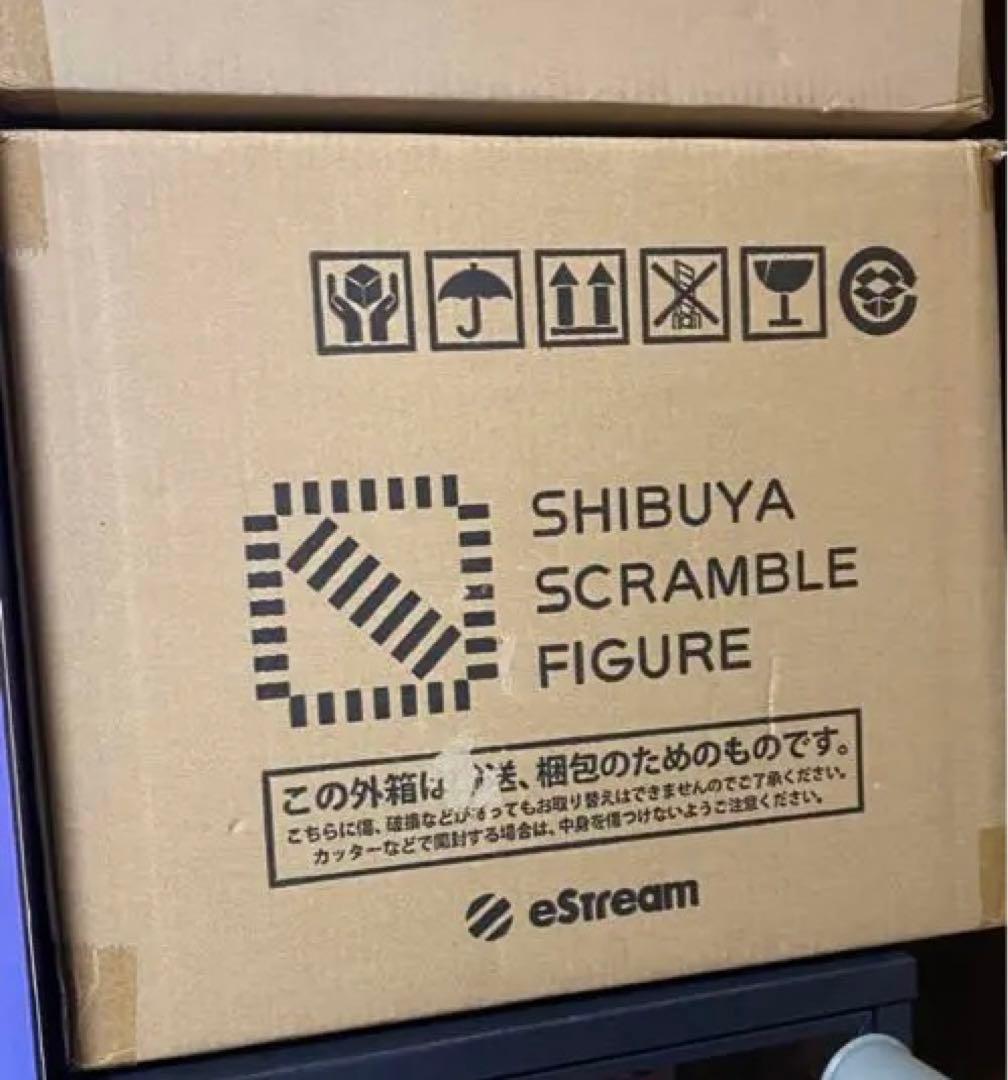 SHIBUYA
SCRAMBLE
FIGURE
この外箱は 送、梱包のためのものです。
こちらに傷、破損など ってもお取り替えはできませんのでご了承ください。
カッターなどで開封する場合は、中身を傷つけないようご注意ください。
eStream